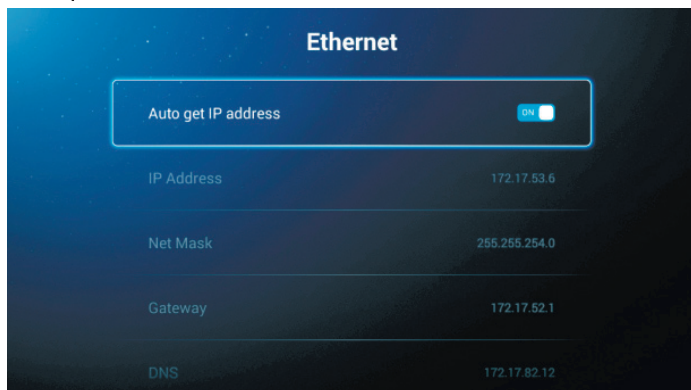 Ethernet
Auto get IP address ON
IP Address 172.17.53.6
Net Mask 255.255.254.0
Gateway 172.17.52.1
DNS 172.17.82.12